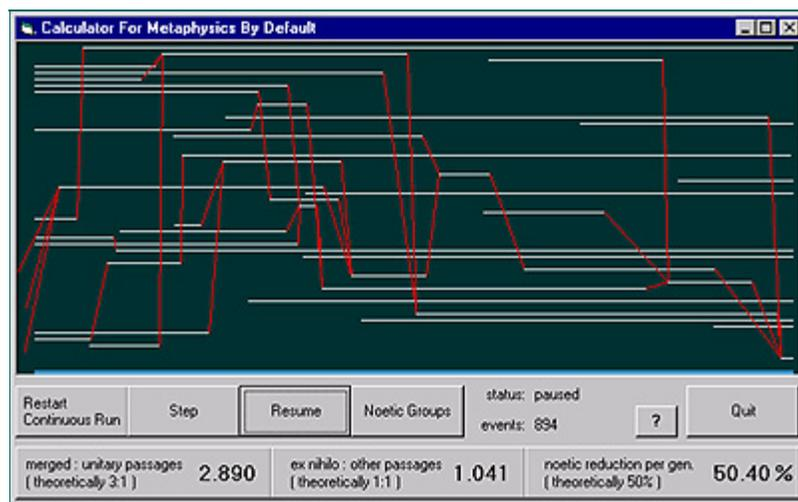 Calculator For Metaphysics By Default
Restart
Continuous Run
Step
Resume
Noetic Groups
status: paused
events: 894
?
Quit
merged : unitary passages
( theoretically 3:1 )
2.890
ex nihilo : other passages
( theoretically 1:1 )
1.041
noetic reduction per gen.
( theoretically 50% )
50.40 %